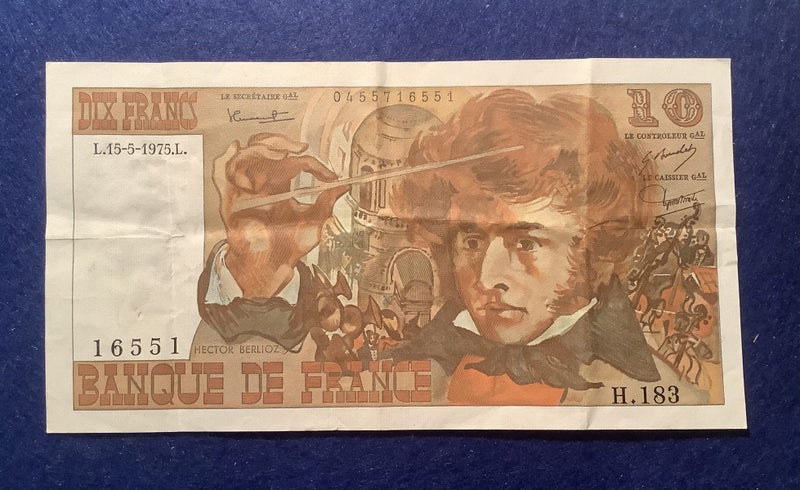 DIX FRANCS
LE SECRÉTAIRE GAL
0455716551
10
LE CONTROLEUR GAL
L.15-5-1975.L.
LE CAISSIER GAL
16551
HECTOR BERLIOZ
BANQUE DE FRANCE
H.183